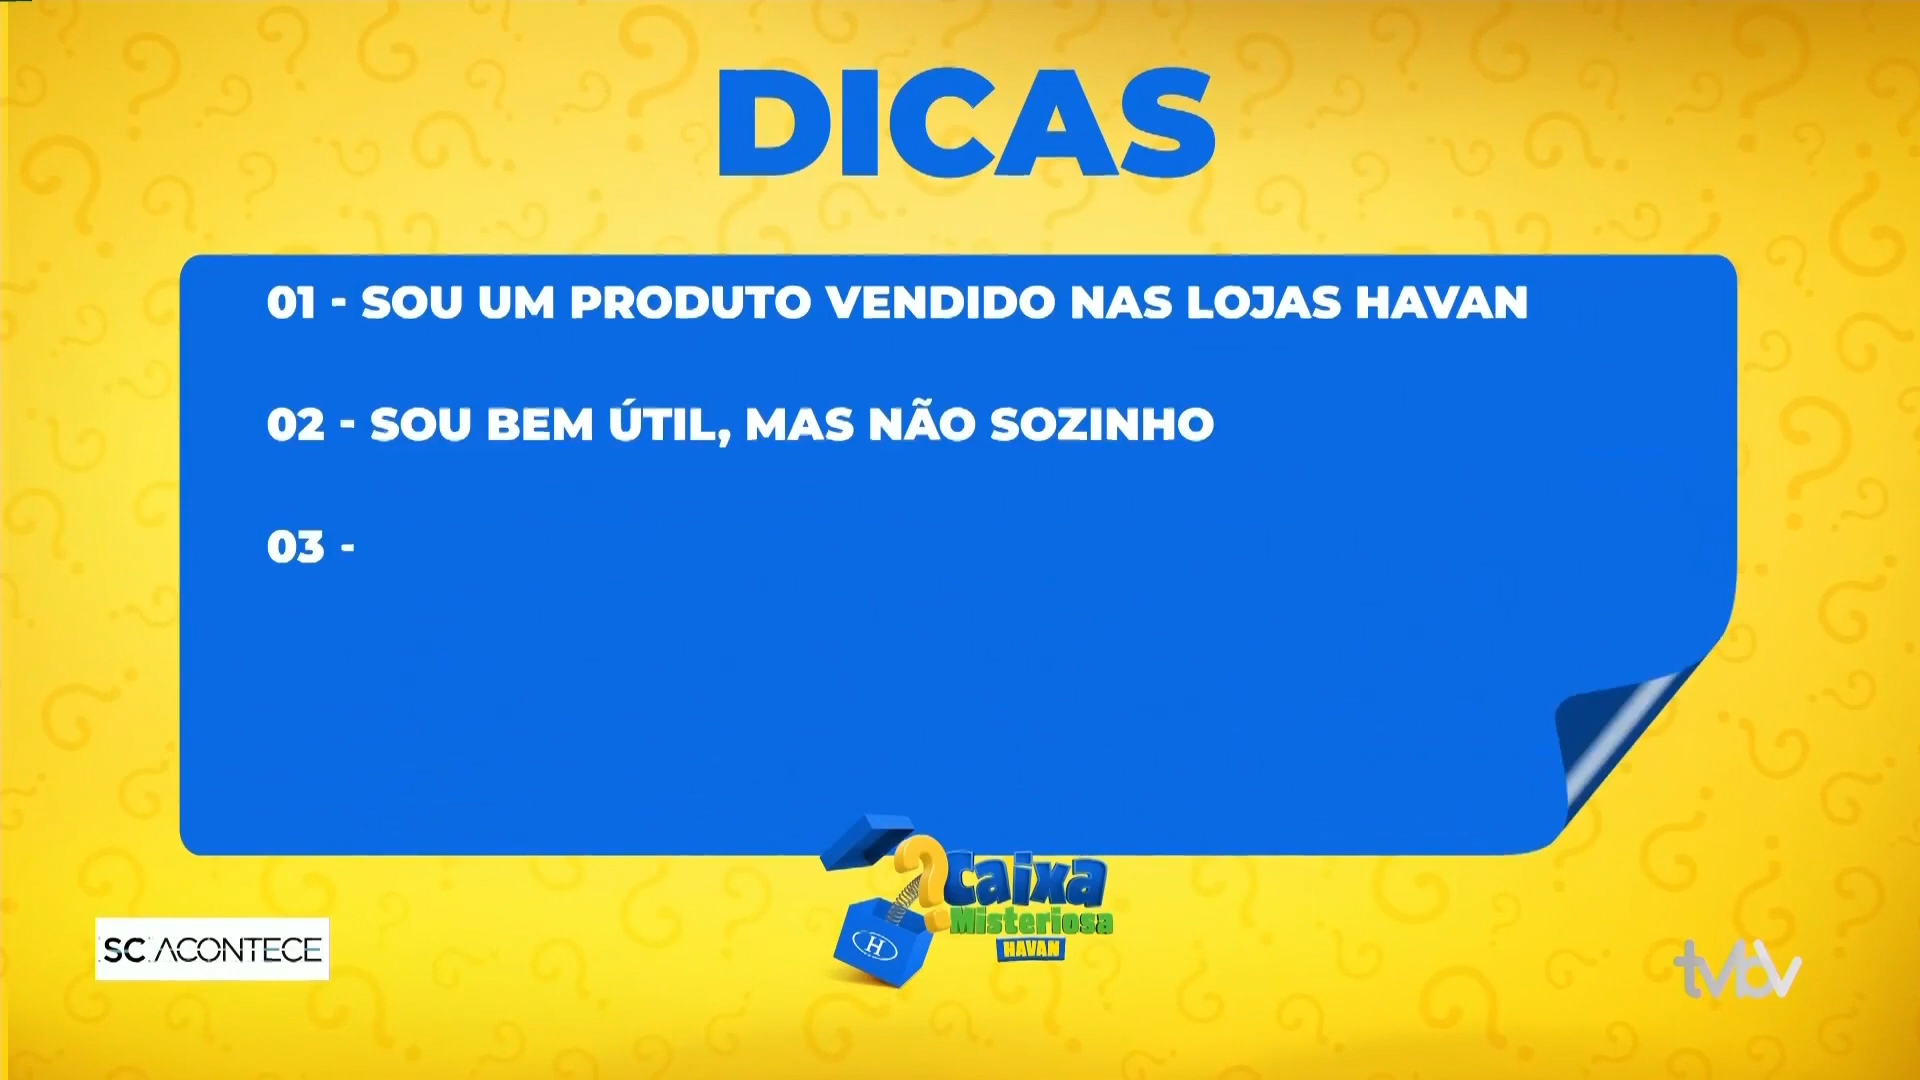 DICAS
01 - SOU UM PRODUTO VENDIDO NAS LOJAS HAVAN
02 - SOU BEM ÚTIL, MAS NÃO SOZINHO
03 -
Caixa
Misteriosa
HAVAN
H
SC ACONTECE
tvbv